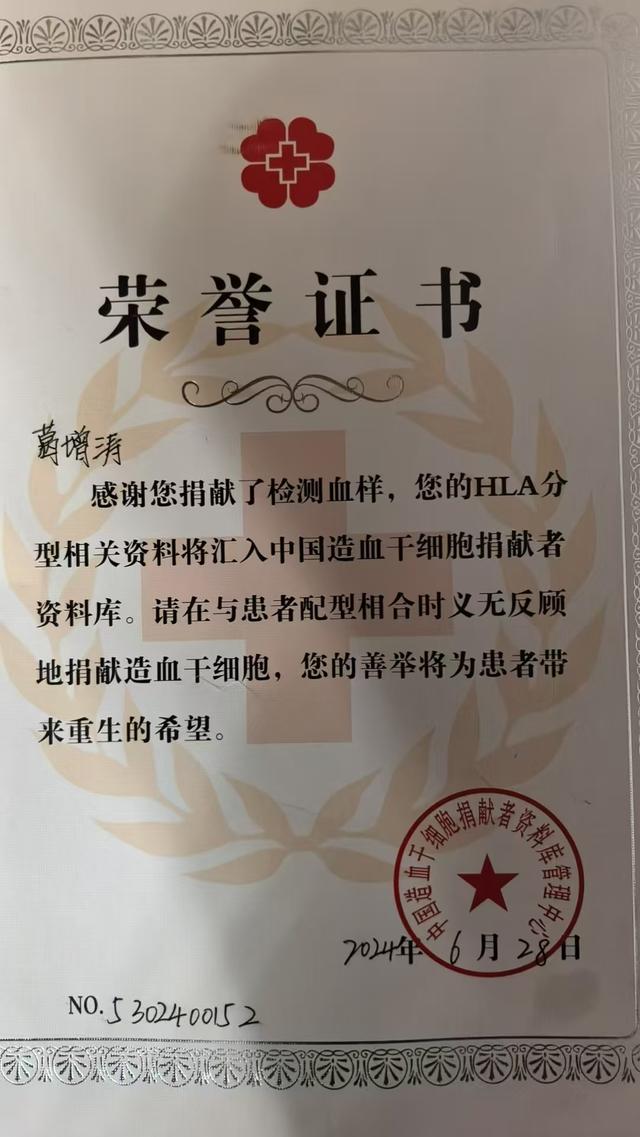 荣誉证书
葛增涛
感谢您捐献了检测血样，您的HLA分
型相关资料将汇入中国造血干细胞捐献者
资料库。请在与患者配型相合时义无反顾
地捐献造血干细胞，您的善举将为患者带
来重生的希望。
中国造血干细胞捐献者资料库管理中心
2024年 6 月 28日
NO.5302400152